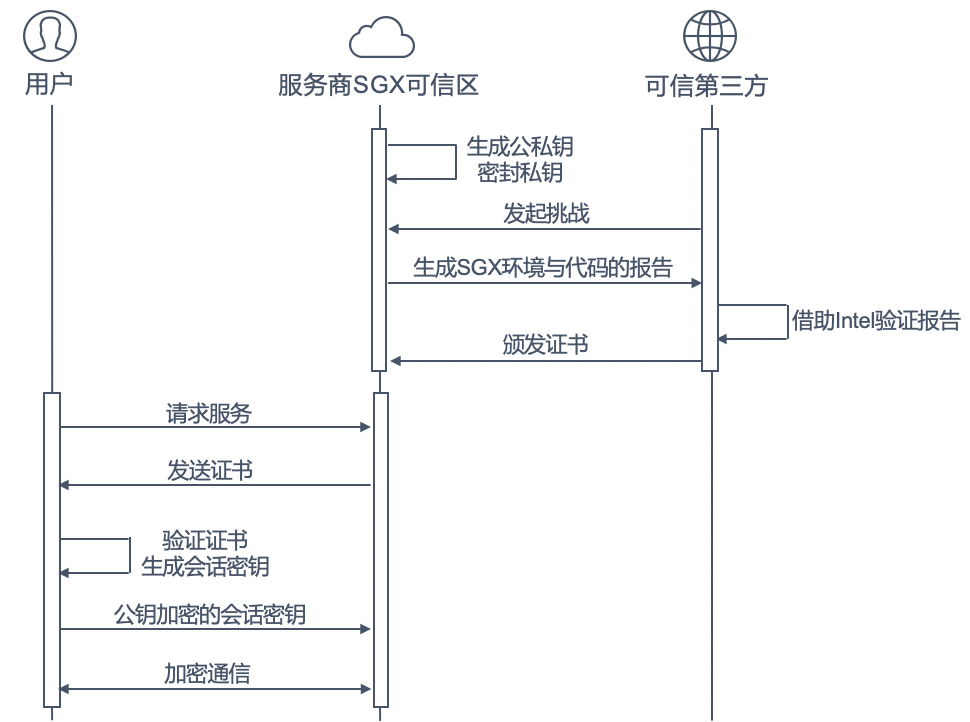 用户
服务商SGX可信区
可信第三方
生成公私钥
密封私钥
发起挑战
生成SGX环境与代码的报告
借助Intel验证报告
颁发证书
请求服务
发送证书
验证证书
生成会话密钥
公钥加密的会话密钥
加密通信